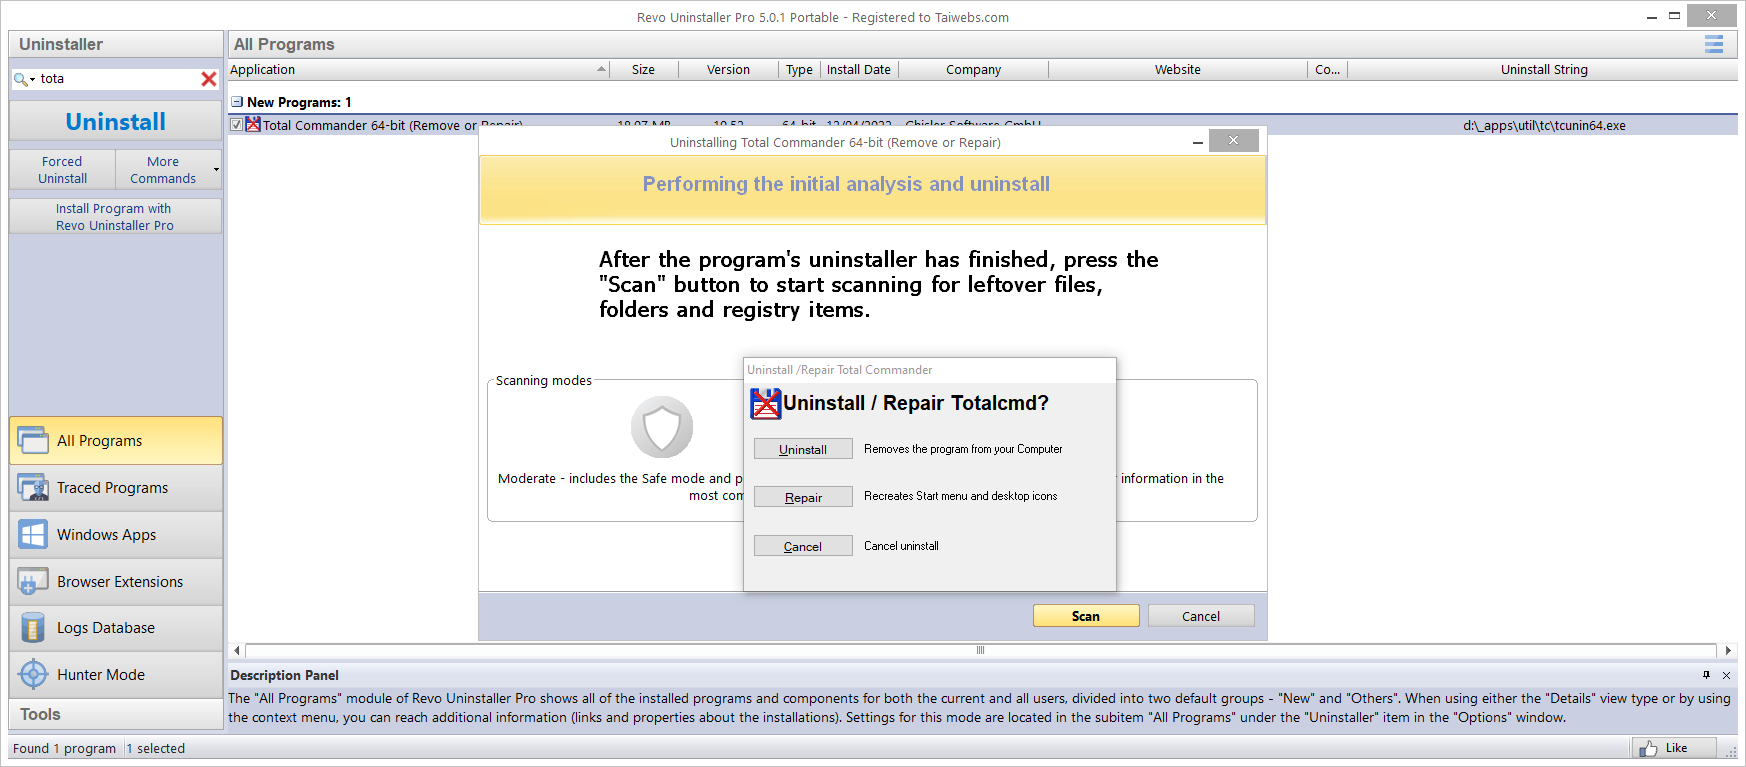 Revo Uninstaller Pro 5.0.1 Portable - Registered to Taiwebs.com
Uninstaller
All Programs
tota
Application
Size
Version
Type
Install Date
Company
Website
Co...
Uninstall String
New Programs: 1
Total Commander 64-bit (Remove or Repair)
d:\_apps\util\tc\tcunin64.exe
Uninstall
Forced
Uninstall
More
Commands
Install Program with
Revo Uninstaller Pro
Uninstalling Total Commander 64-bit (Remove or Repair)
Performing the initial analysis and uninstall
After the program's uninstaller has finished, press the
"Scan" button to start scanning for leftover files,
folders and registry items.
Scanning modes
Moderate - includes the Safe mode and p
information in the
most com
Uninstall /Repair Total Commander
Uninstall / Repair Totalcmd?
Uninstall
Removes the program from your Computer
Repair
Recreates Start menu and desktop icons
Cancel
Cancel uninstall
Scan
Cancel
All Programs
Traced Programs
Windows Apps
Browser Extensions
Logs Database
Hunter Mode
Tools
Description Panel
The "All Programs" module of Revo Uninstaller Pro shows all of the installed programs and components for both the current and all users, divided into two default groups - "New" and "Others". When using either the "Details" view type or by using
the context menu, you can reach additional information (links and properties about the installations). Settings for this mode are located in the subitem "All Programs" under the "Uninstaller" item in the "Options" window.
Found 1 program
1 selected
Like